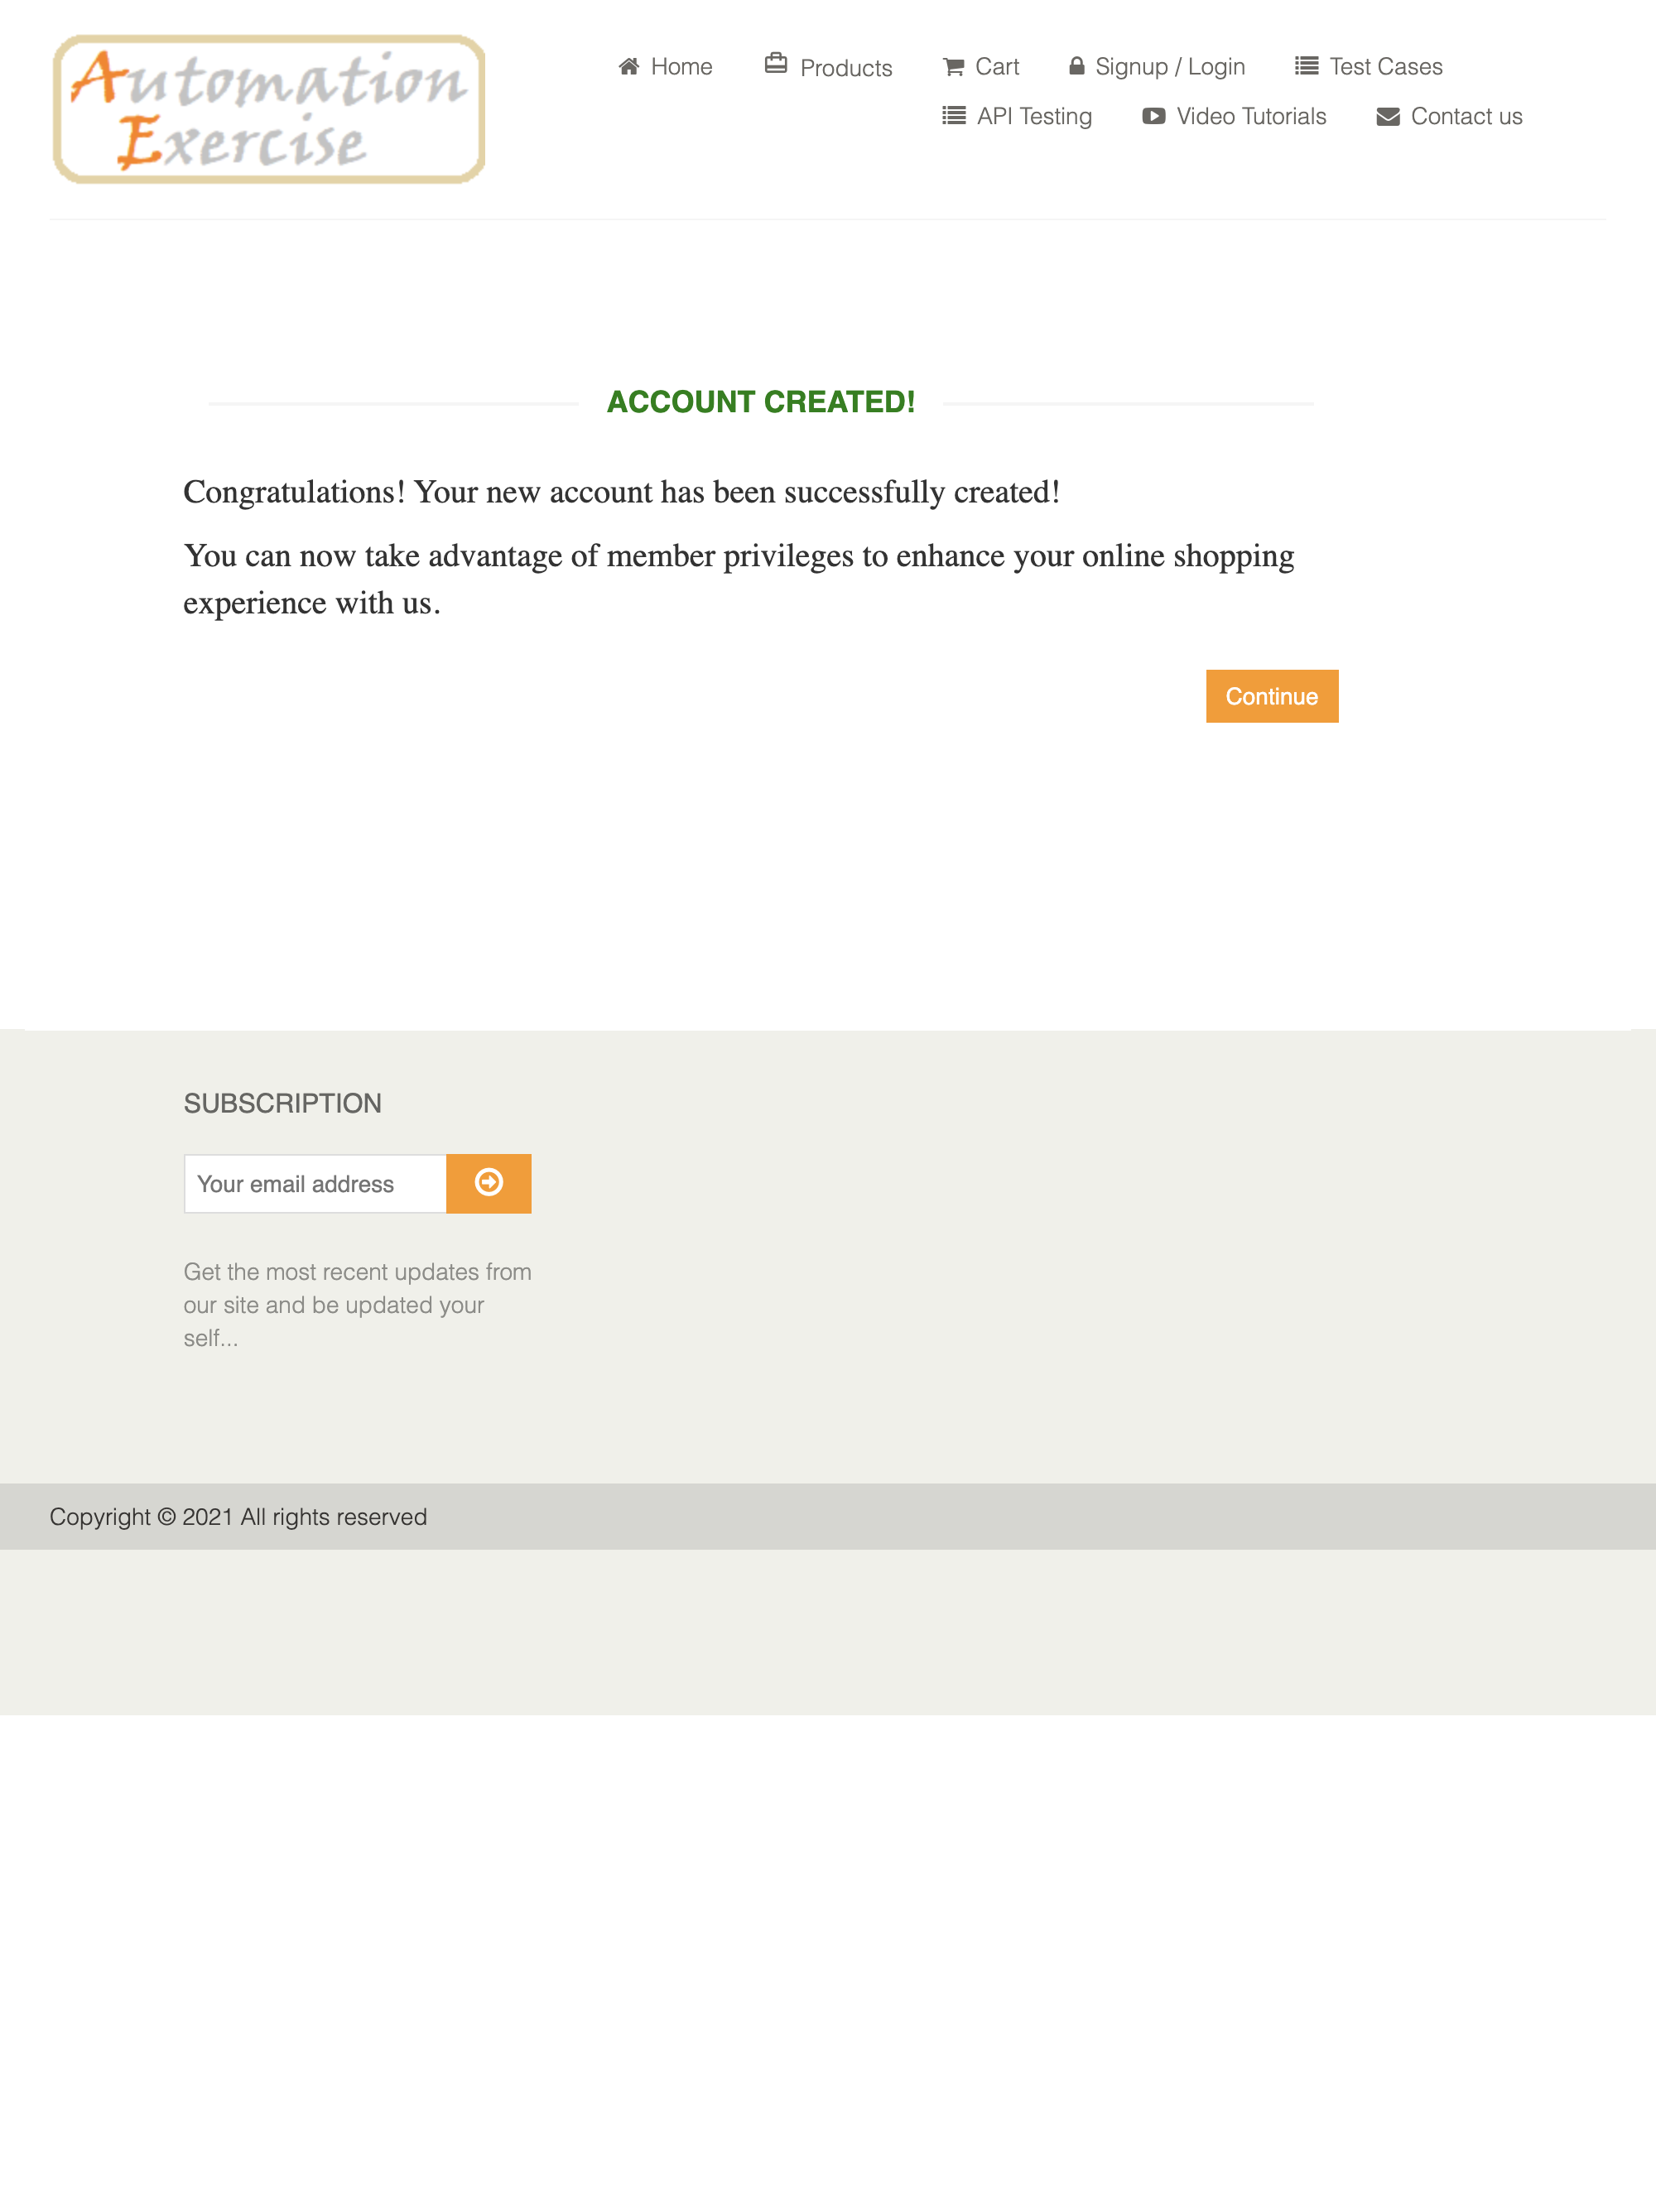 Automation
Exercise
Home Products Cart Signup / Login Test Cases
API Testing Video Tutorials Contact us
ACCOUNT CREATED!
Congratulations! Your new account has been successfully created!
You can now take advantage of member privileges to enhance your online shopping
experience with us.
Continue
SUBSCRIPTION
Your email address
Get the most recent updates from
our site and be updated your
self...
Copyright © 2021 All rights reserved